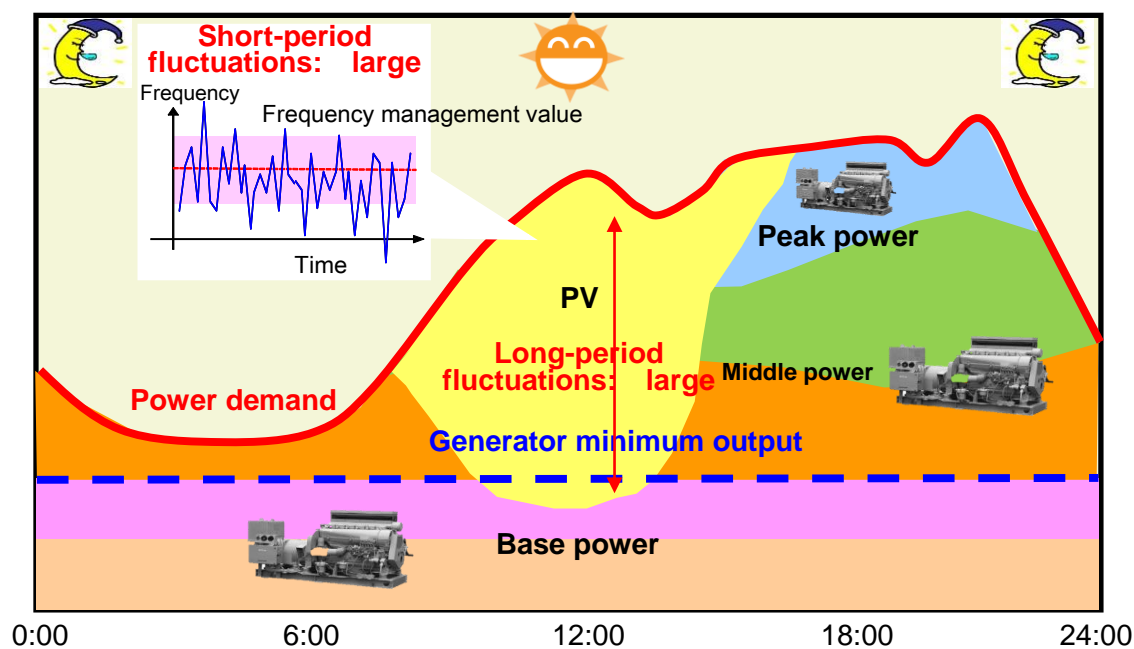 Short-period
fluctuations: large
Frequency
Frequency management value
Time
Peak power
PV
Long-period
fluctuations: large
Middle power
Power demand
Generator minimum output
Base power
0:00 6:00 12:00 18:00 24:00